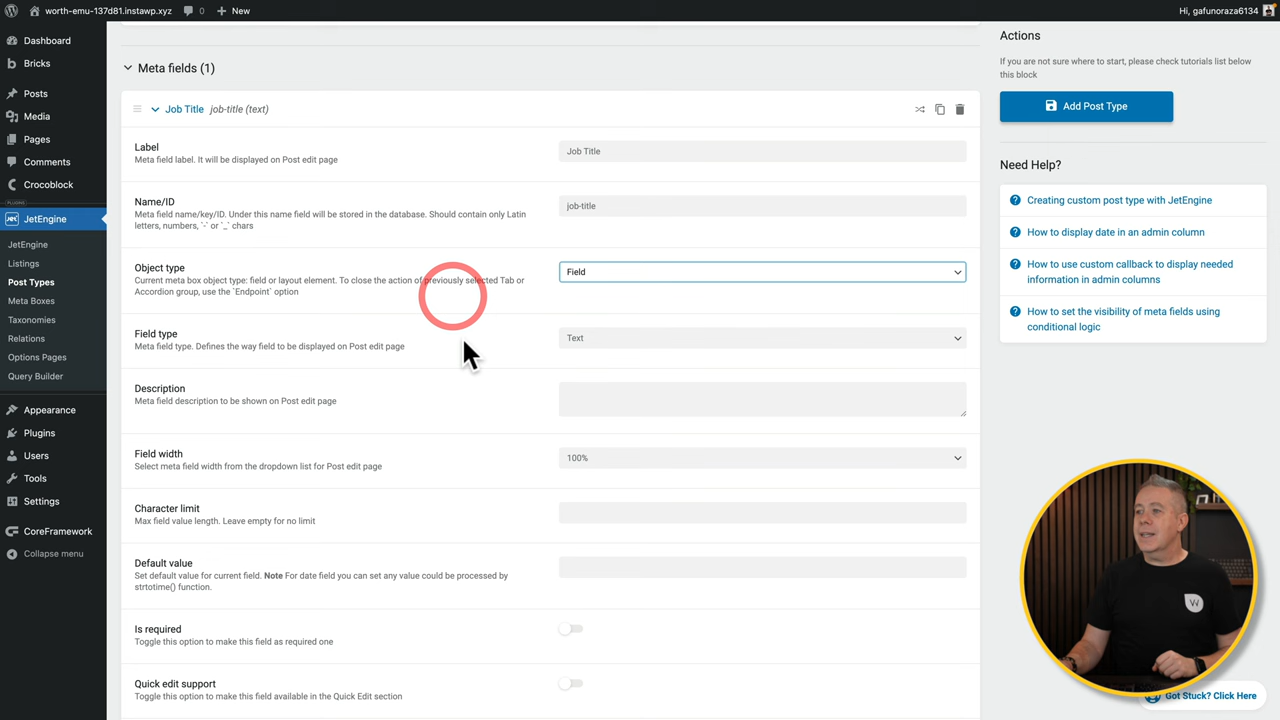 worth-emu-137d81.instawp.xyz
0
New
Hi, gafunoraza6134
Dashboard
Bricks
Posts
Media
Pages
Comments
Crocoblock
JetEngine
JetEngine
Listings
Post Types
Meta Boxes
Taxonomies
Relations
Options Pages
Query Builder
Appearance
Plugins
Users
Tools
Settings
CoreFramework
Collapse menu
Meta fields (1)
Job Title job-title (text)
Label
Meta field label. It will be displayed on Post edit page
Job Title
Name/ID
Meta field name/key/ID. Under this name field will be stored in the database. Should contain only Latin
letters, numbers, `-` or `_` chars
job-title
Object type
Current meta box object type: field or layout element. To close the action of previously selected Tab or
Accordion group, use the `Endpoint` option
Field
Field type
Meta field type. Defines the way field to be displayed on Post edit page
Text
Description
Meta field description to be shown on Post edit page
Field width
Select meta field width from the dropdown list for Post edit page
100%
Character limit
Max field value length. Leave empty for no limit
Default value
Set default value for current field. Note For date field you can set any value could be processed by
strtotime() function.
Is required
Toggle this option to make this field as required one
Quick edit support
Toggle this option to make this field available in the Quick Edit section
Actions
If you are not sure where to start, please check tutorials list below
this block
Add Post Type
Need Help?
Creating custom post type with JetEngine
How to display date in an admin column
How to use custom callback to display needed
information in admin columns
How to set the visibility of meta fields using
conditional logic
W
Got Stuck? Click Here